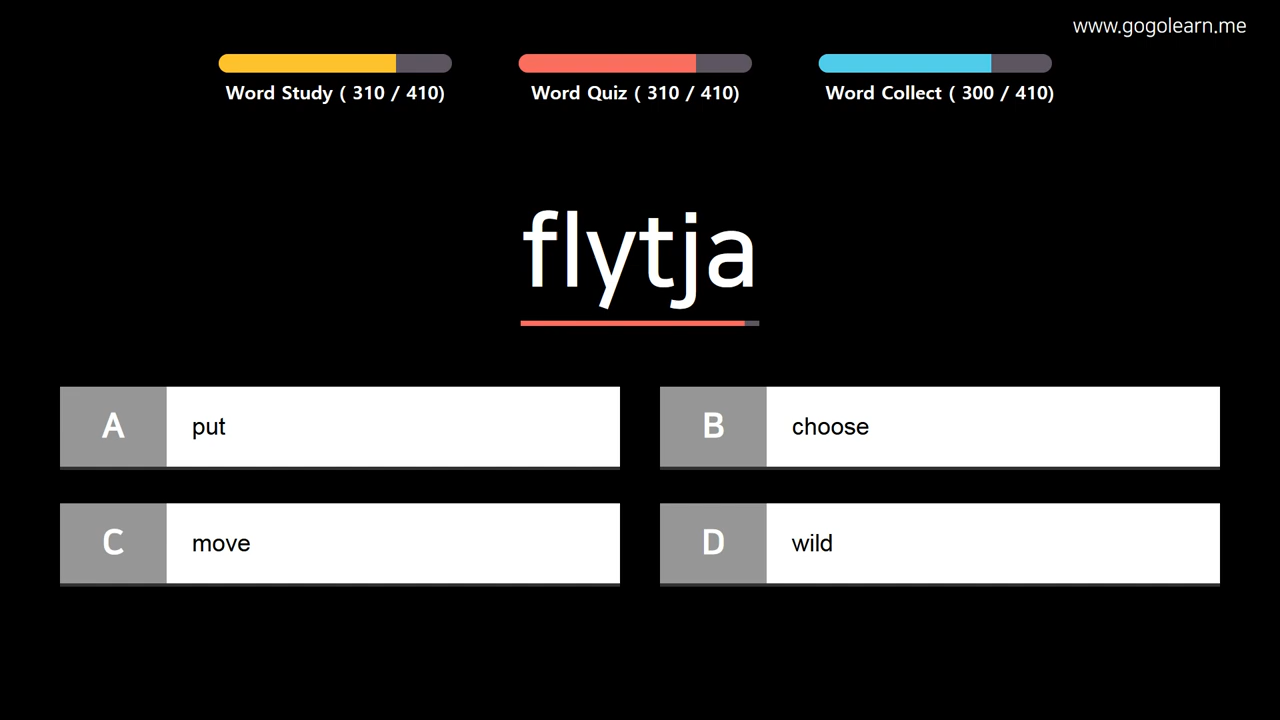 www.gogolearn.me
Word Study ( 310 / 410)
Word Quiz ( 310 / 410)
Word Collect ( 300 / 410)
flytja
A put
B choose
C move
D wild